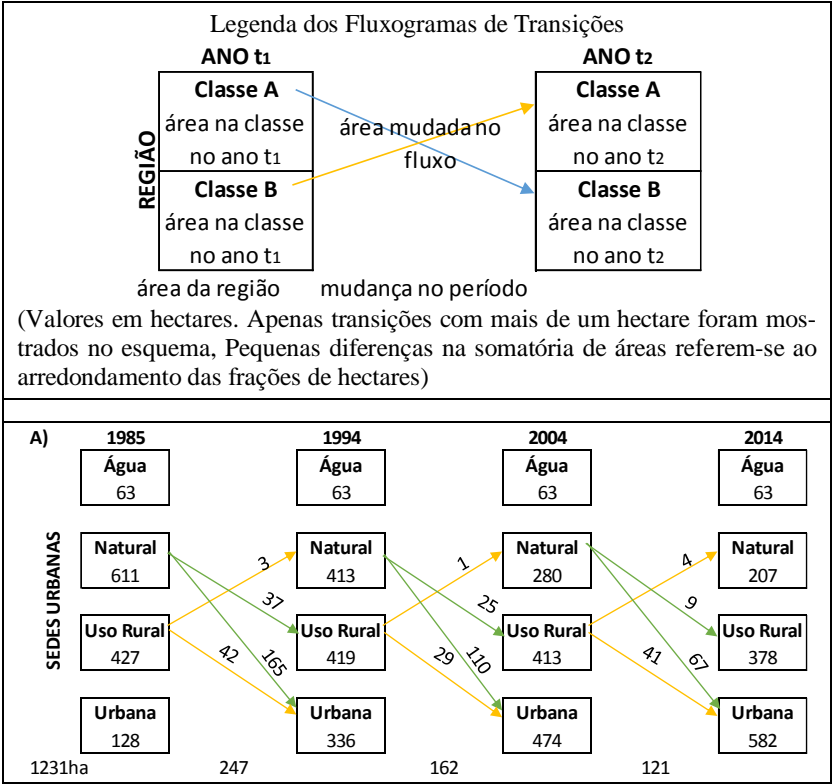 Legenda dos Fluxogramas de Transições
ANO t1 ANO t2
REGIÃO
Classe A
área na classe
no ano t1
Classe B
área na classe
no ano t1
área mudada no
fluxo
Classe A
área na classe
no ano t2
Classe B
área na classe
no ano t2
área da região mudança no período
(Valores em hectares. Apenas transições com mais de um hectare foram mos-
trados no esquema, Pequenas diferenças na somatória de áreas referem-se ao
arredondamento das frações de hectares)
A) 1985 1994 2004 2014
SEDES URBANAS
Água Água Água Água
63 63 63 63
Natural Natural Natural Natural
611 413 280 207
3 1 4
37 25 9
Uso Rural Uso Rural Uso Rural Uso Rural
427 419 413 378
42 165 29 110 41 67
Urbana Urbana Urbana Urbana
128 336 474 582
1231ha 247 162 121